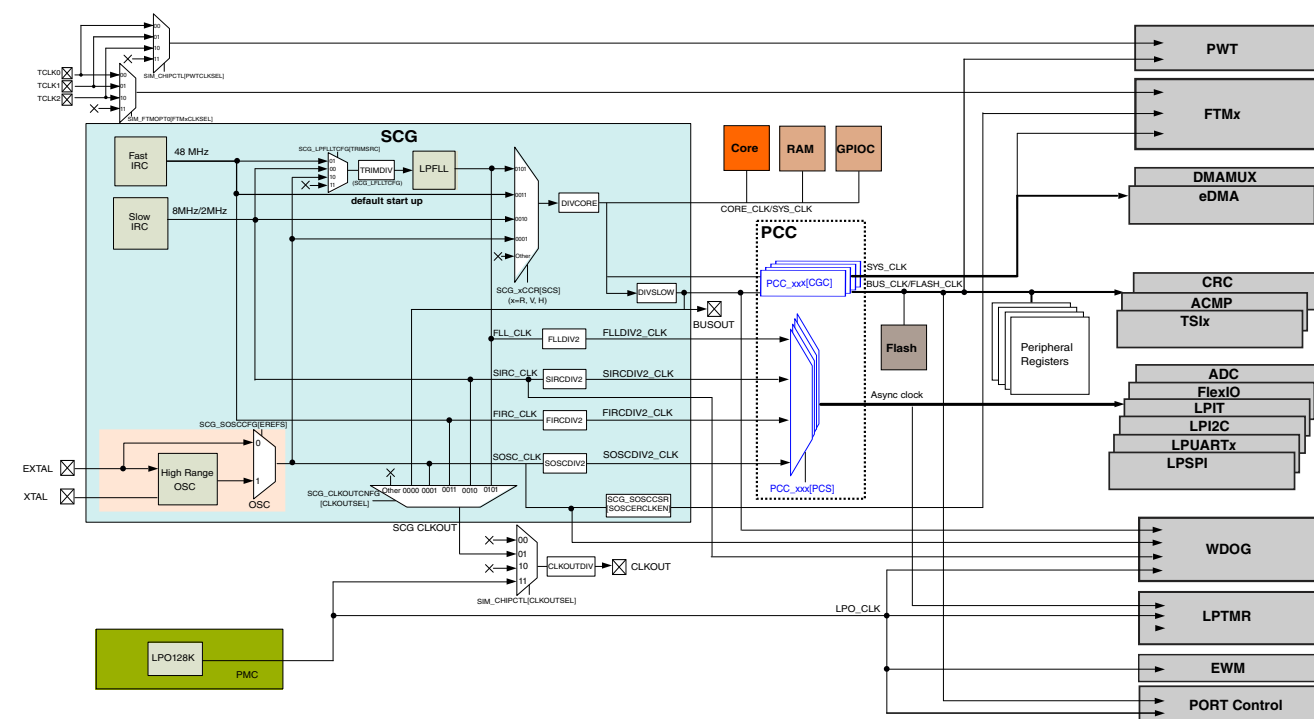 00
01
10
11
SIM_CHIPCTL[PWTCLKSEL]
PWT
TCLK0
TCLK1
TCLK2
00
01
10
11
SIM_FTMOPT0[FTMxCLKSEL]
FTMx
SCG
Fast
IRC
48 MHz
SCG_LPFLLTCFG[TRIMSRC]
01
00
10
11
TRIMDIV
(SCG_LPFLLTCFG)
LPFLL
default start up
Slow
IRC
8MHz/2MHz
0101
0011
0010
0001
Other
SCG_xCCR[SCS]
(x=R, V, H)
DIVCORE
Core
RAM
GPIOC
CORE_CLK/SYS_CLK
DMAMUX
eDMA
PCC
PCC_xxx[CGC]
SYS_CLK
BUS_CLK/FLASH_CLK
DIVSLOW
BUSOUT
CRC
ACMP
TSIx
Flash
Peripheral
Registers
FLL_CLK
FLLDIV2
FLLDIV2_CLK
SIRC_CLK
SIRCDIV2
SIRCDIV2_CLK
FIRC_CLK
FIRCDIV2
FIRCDIV2_CLK
SOSC_CLK
SOSCDIV2
SOSCDIV2_CLK
Async clock
PCC_xxx[PCS]
ADC
FlexIO
LPIT
LPI2C
LPUARTx
LPSPI
SCG_SOSCCFG[EREFS]
EXTAL
XTAL
High Range
OSC
0
1
OSC
SCG_CLKOUTCNFG
[CLKOUTSEL]
Other 0000 0001 0011 0010 0101
SCG CLKOUT
SCG_SOSCCSR
[SOSCERCLKEN]
00
01
10
11
SIM_CHIPCTL[CLKOUTSEL]
CLKOUTDIV
CLKOUT
WDOG
LPO_CLK
LPTMR
LPO128K
PMC
EWM
PORT Control